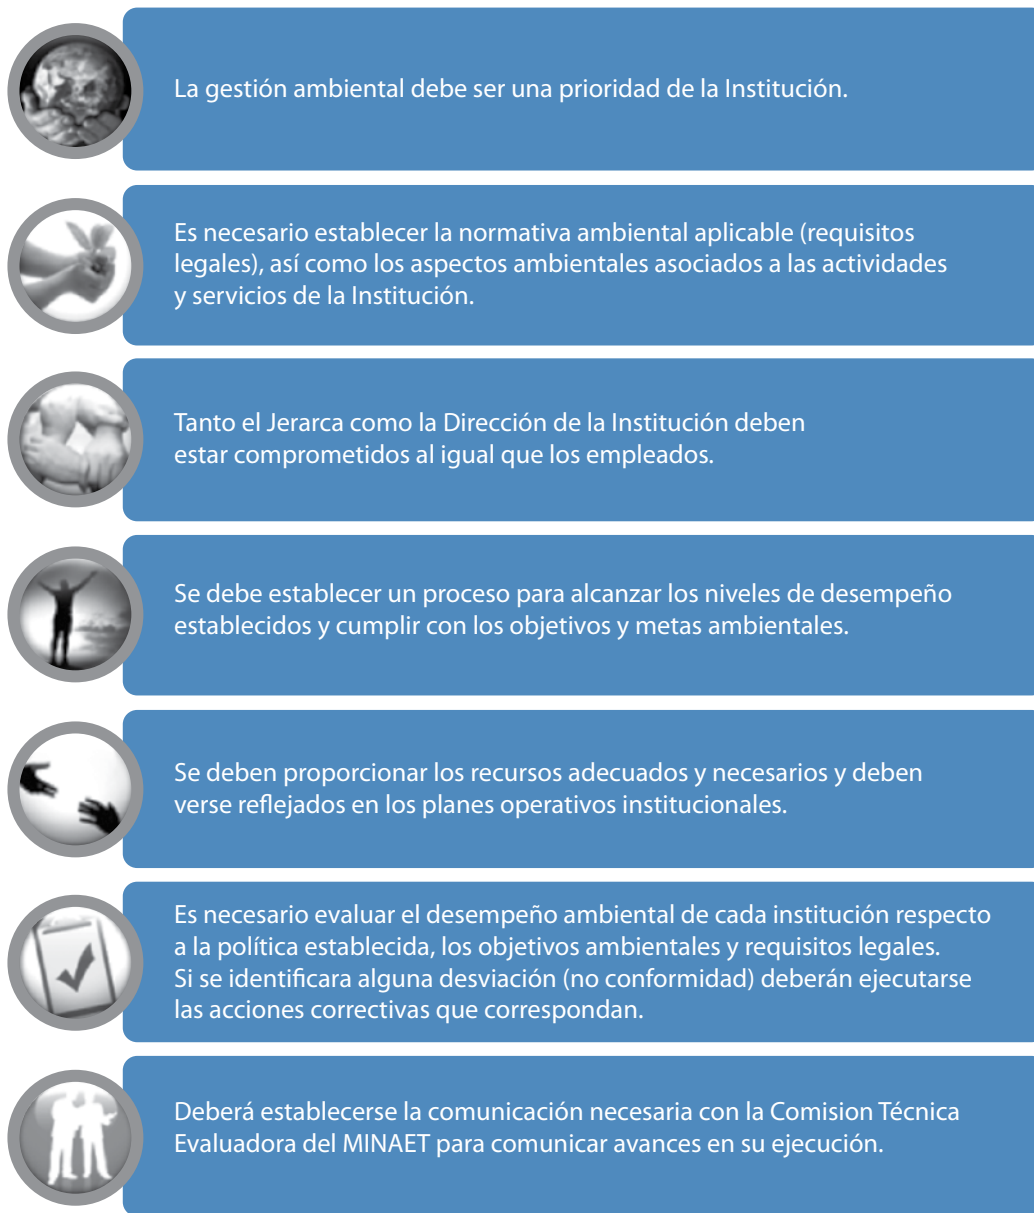 La gestión ambiental debe ser una prioridad de la Institución.
Es necesario establecer la normativa ambiental aplicable (requisitos
legales), así como los aspectos ambientales asociados a las actividades
y servicios de la Institución.
Tanto el Jerarca como la Dirección de la Institución deben
estar comprometidos al igual que los empleados.
Se debe establecer un proceso para alcanzar los niveles de desempeño
establecidos y cumplir con los objetivos y metas ambientales.
Se deben proporcionar los recursos adecuados y necesarios y deben
verse reflejados en los planes operativos institucionales.
Es necesario evaluar el desempeño ambiental de cada institución respecto
a la política establecida, los objetivos ambientales y requisitos legales.
Si se identificara alguna desviación (no conformidad) deberán ejecutarse
las acciones correctivas que correspondan.
Deberá establecerse la comunicación necesaria con la Comision Técnica
Evaluadora del MINAET para comunicar avances en su ejecución.